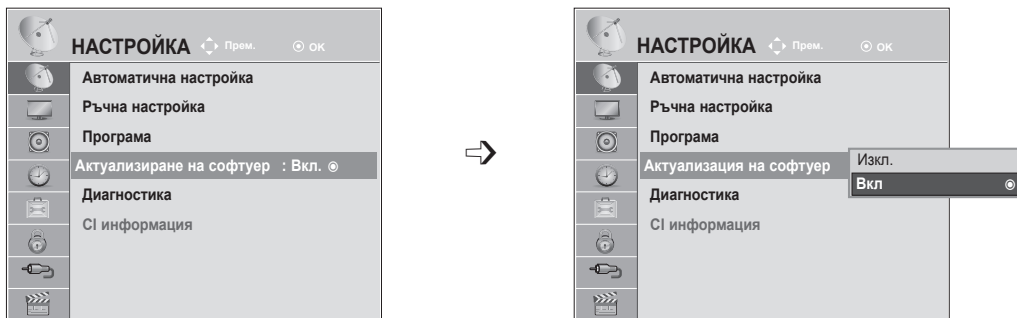 НАСТРОЙКА Прем. OK
Автоматична настройка
Ръчна настройка
Програма
Актуализиране на софтуер : Вкл.
Диагностика
CI информация
НАСТРОЙКА Прем. OK
Автоматична настройка
Ръчна настройка
Програма
Актуализация на софтуер
Изкл.
Вкл
Диагностика
CI информация